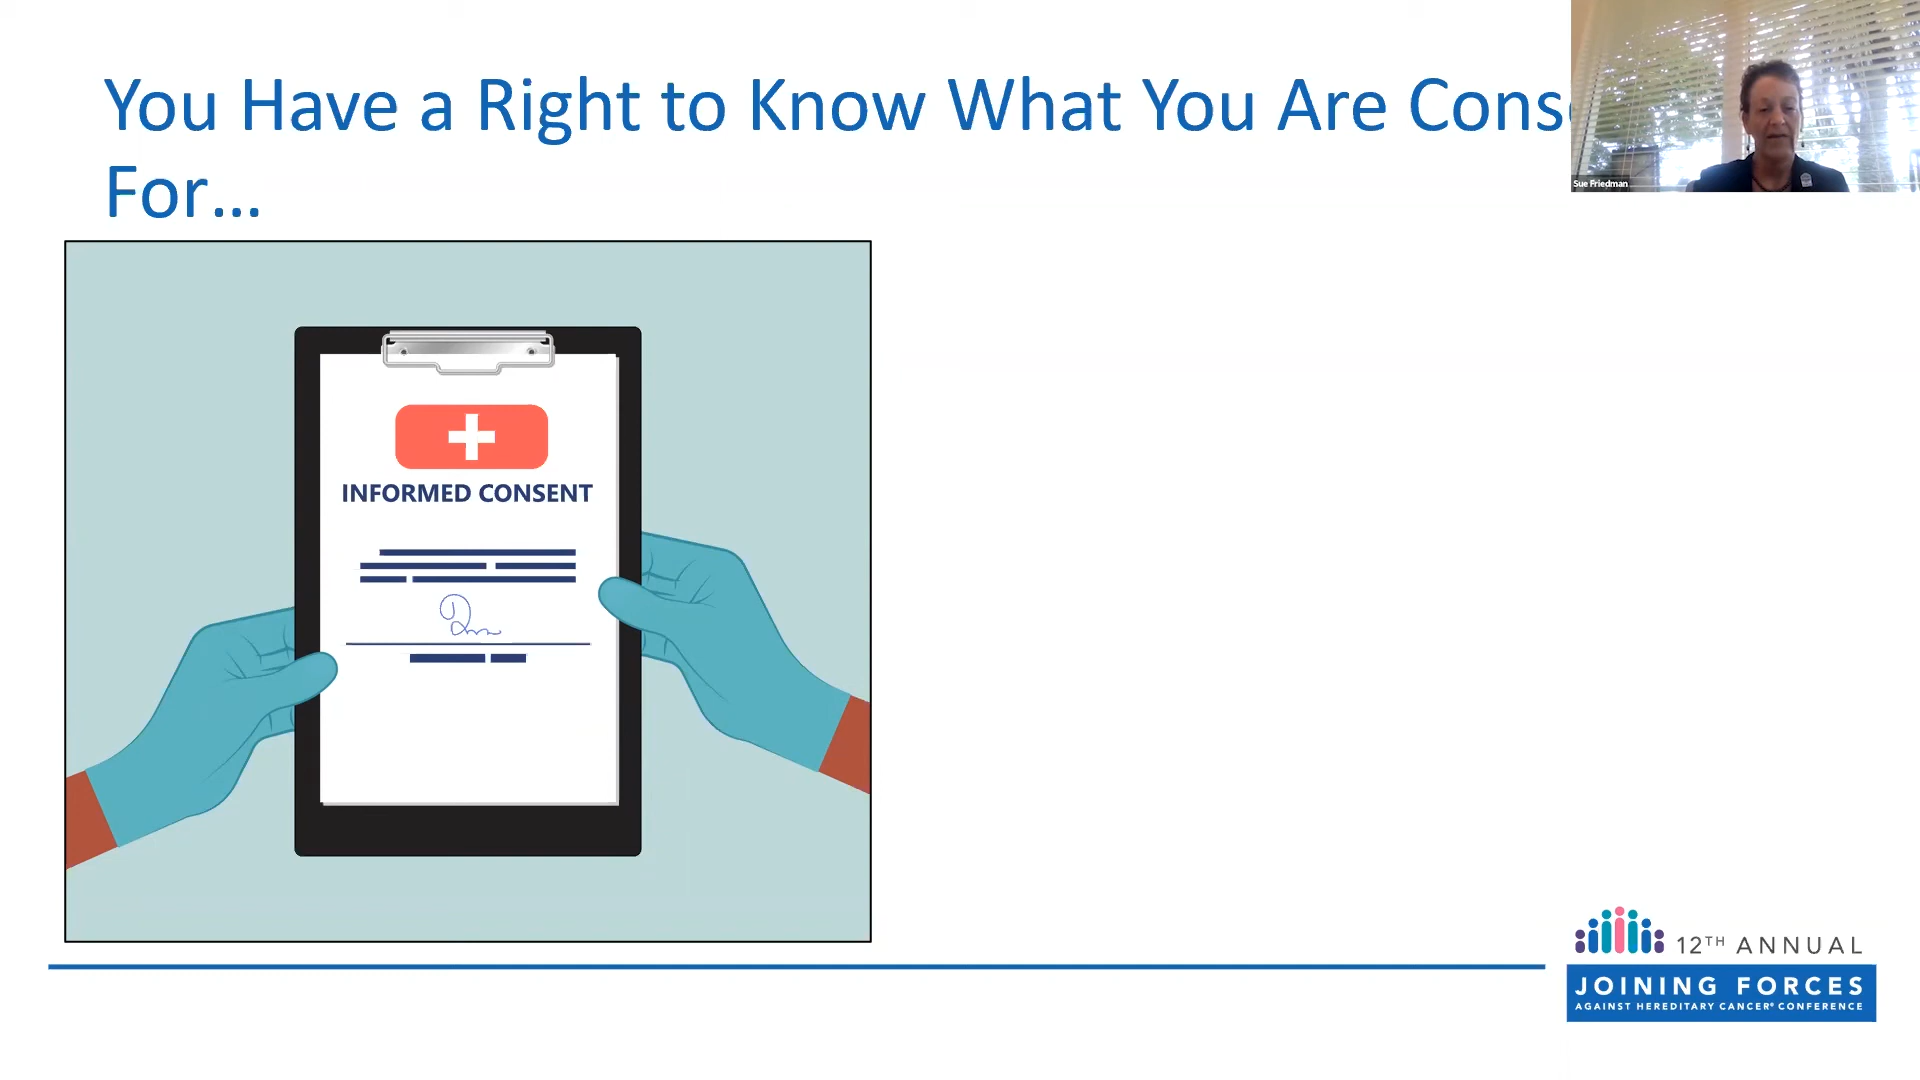 You Have a Right to Know What You Are Cons
For...
Sue Friedman
INFORMED CONSENT
12TH ANNUAL
JOINING FORCES
AGAINST HEREDITARY CANCER® CONFERENCE